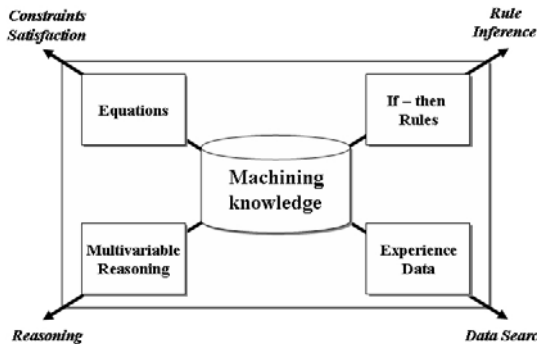 Constraints
Satisfaction
Rule
Inference
Equations
If – then
Rules
Machining
knowledge
Multivariable
Reasoning
Experience
Data
Reasoning
Data Searc